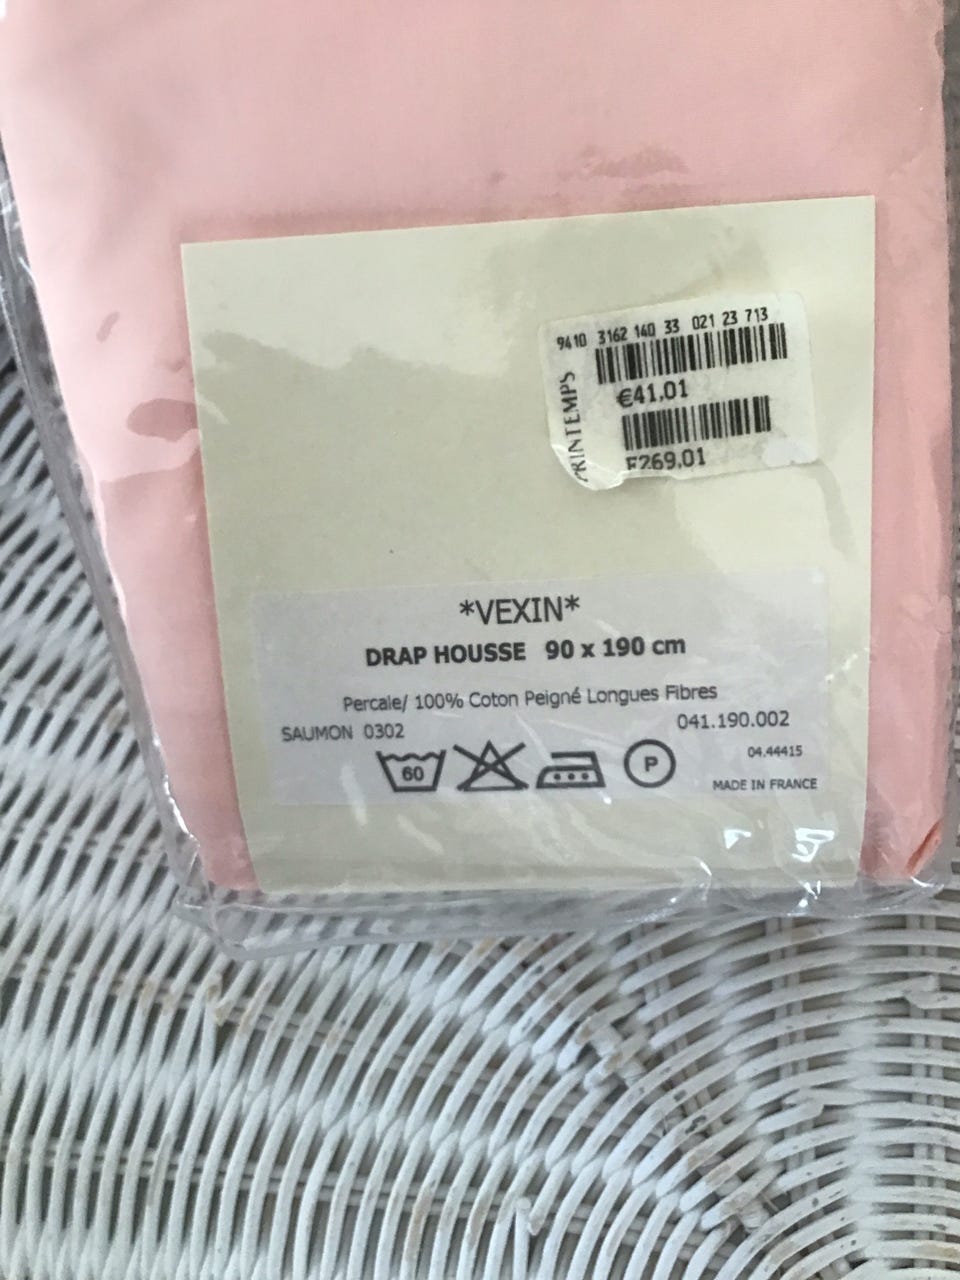 9410 3162 140 33 021 23 713
PRINTEMPS
€41,01
F269,01
*VEXIN*
DRAP HOUSSE 90 x 190 cm
Percale/ 100% Coton Peigné Longues Fibres
SAUMON 0302
041.190.002
60
P
04.44415
MADE IN FRANCE